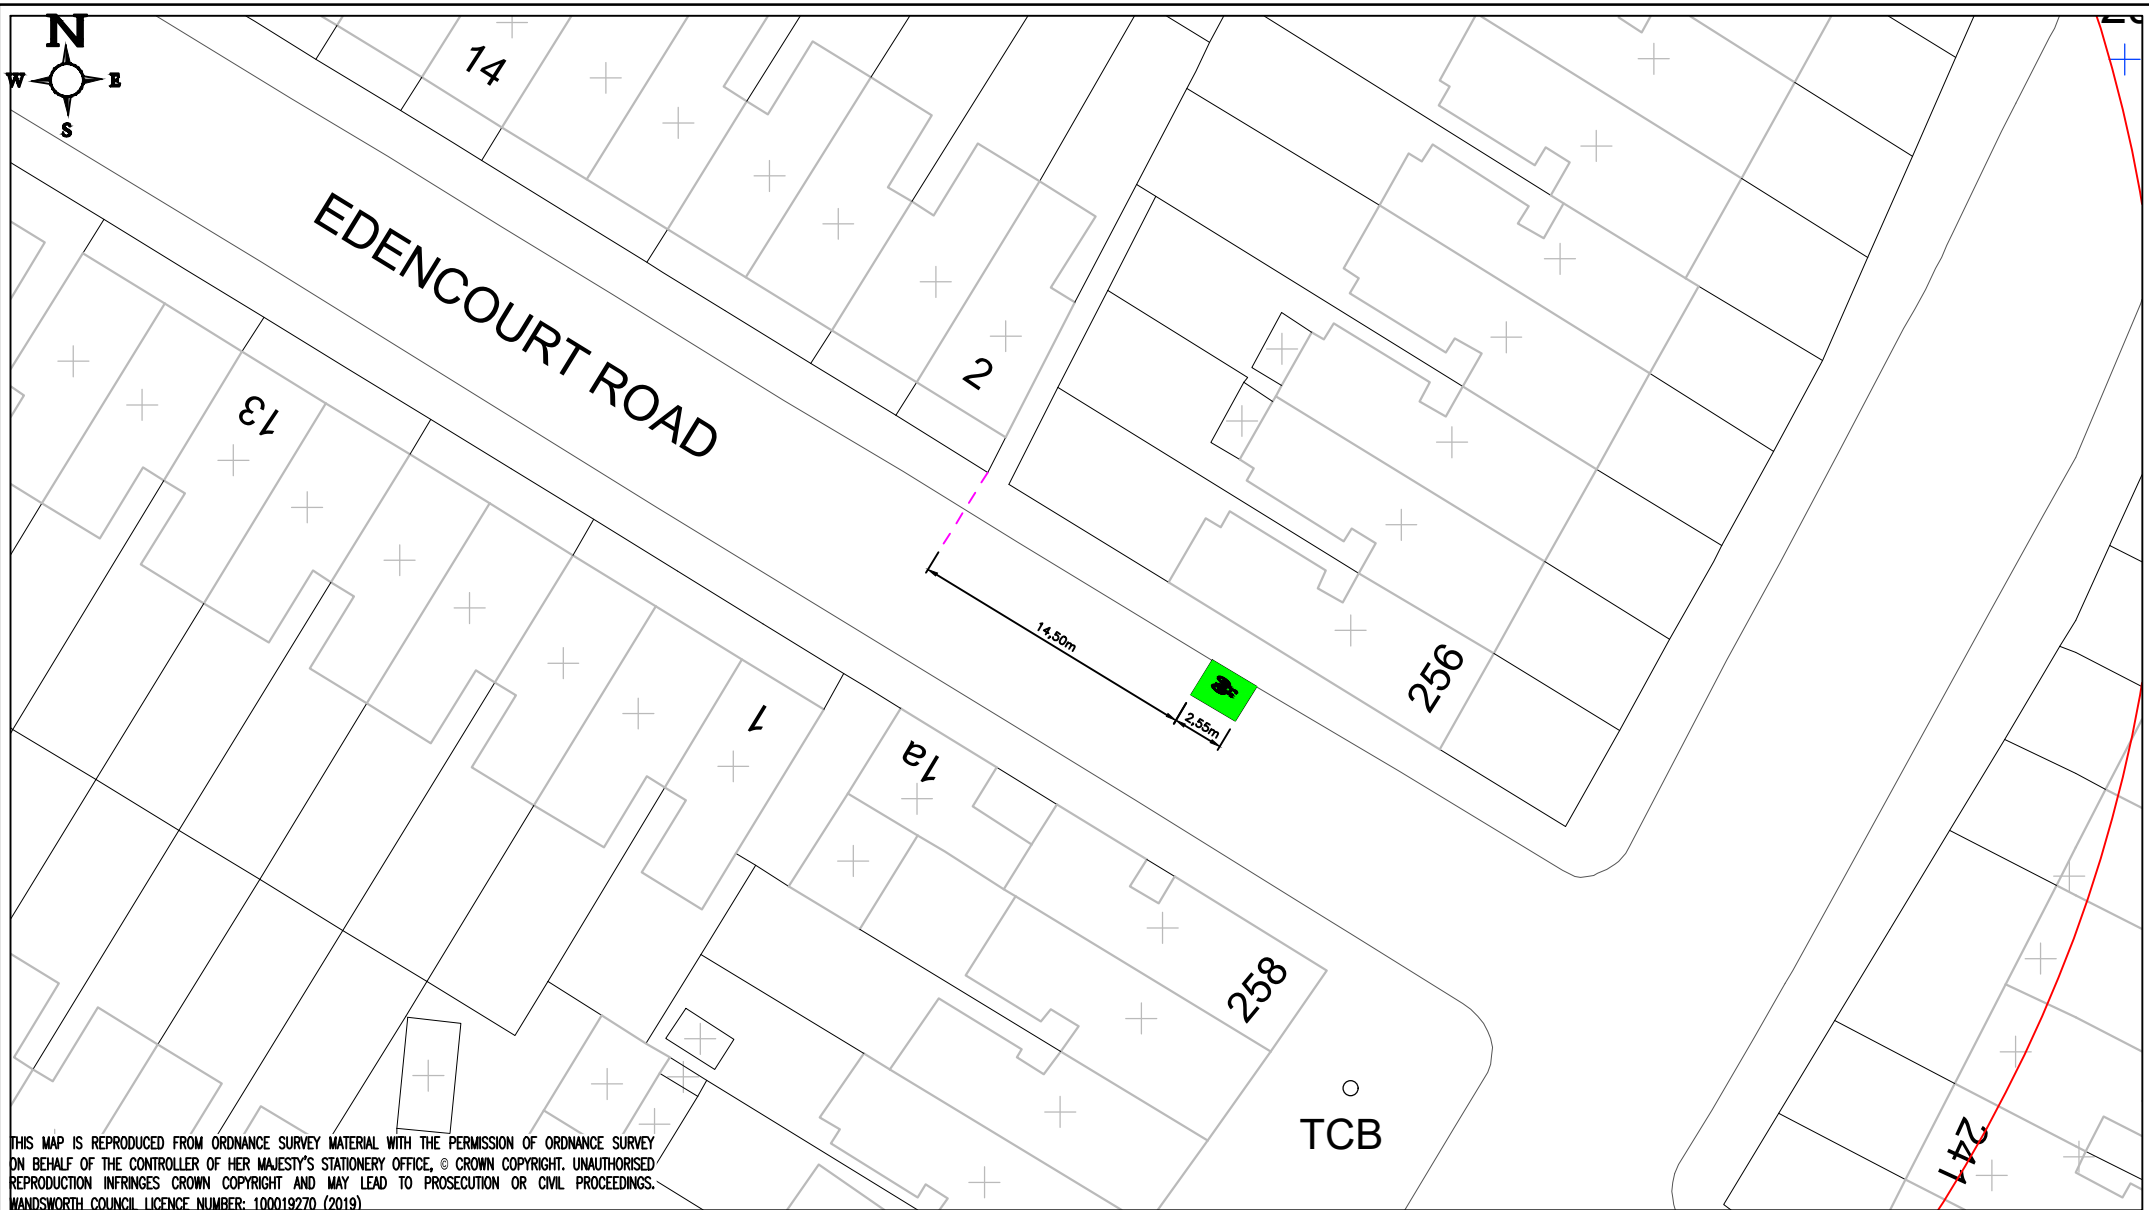 N
W E
S
14
EDENCOURT ROAD
2
13
14,50m
256
2,55m
1
1a
258
TCB
241
THIS MAP IS REPRODUCED FROM ORDNANCE SURVEY MATERIAL WITH THE PERMISSION OF ORDNANCE SURVEY
ON BEHALF OF THE CONTROLLER OF HER MAJESTY'S STATIONERY OFFICE, © CROWN COPYRIGHT. UNAUTHORISED
REPRODUCTION INFRINGES CROWN COPYRIGHT AND MAY LEAD TO PROSECUTION OR CIVIL PROCEEDINGS.
WANDSWORTH COUNCIL LICENCE NUMBER: 100019270 (2019)